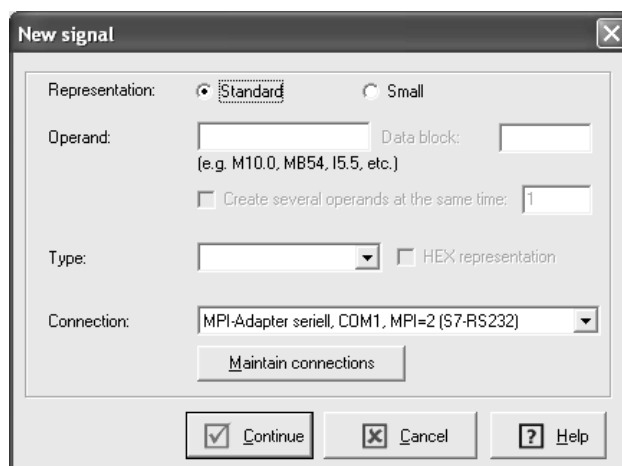 New signal
Representation: Standard Small
Operand: Data block:
(e.g. M10.0, MB54, I5.5, etc.)
Create several operands at the same time: 1
Type: HEX representation
Connection: MPI-Adapter seriell, COM1, MPI=2 (S7-RS232)
Maintain connections
Continue Cancel Help